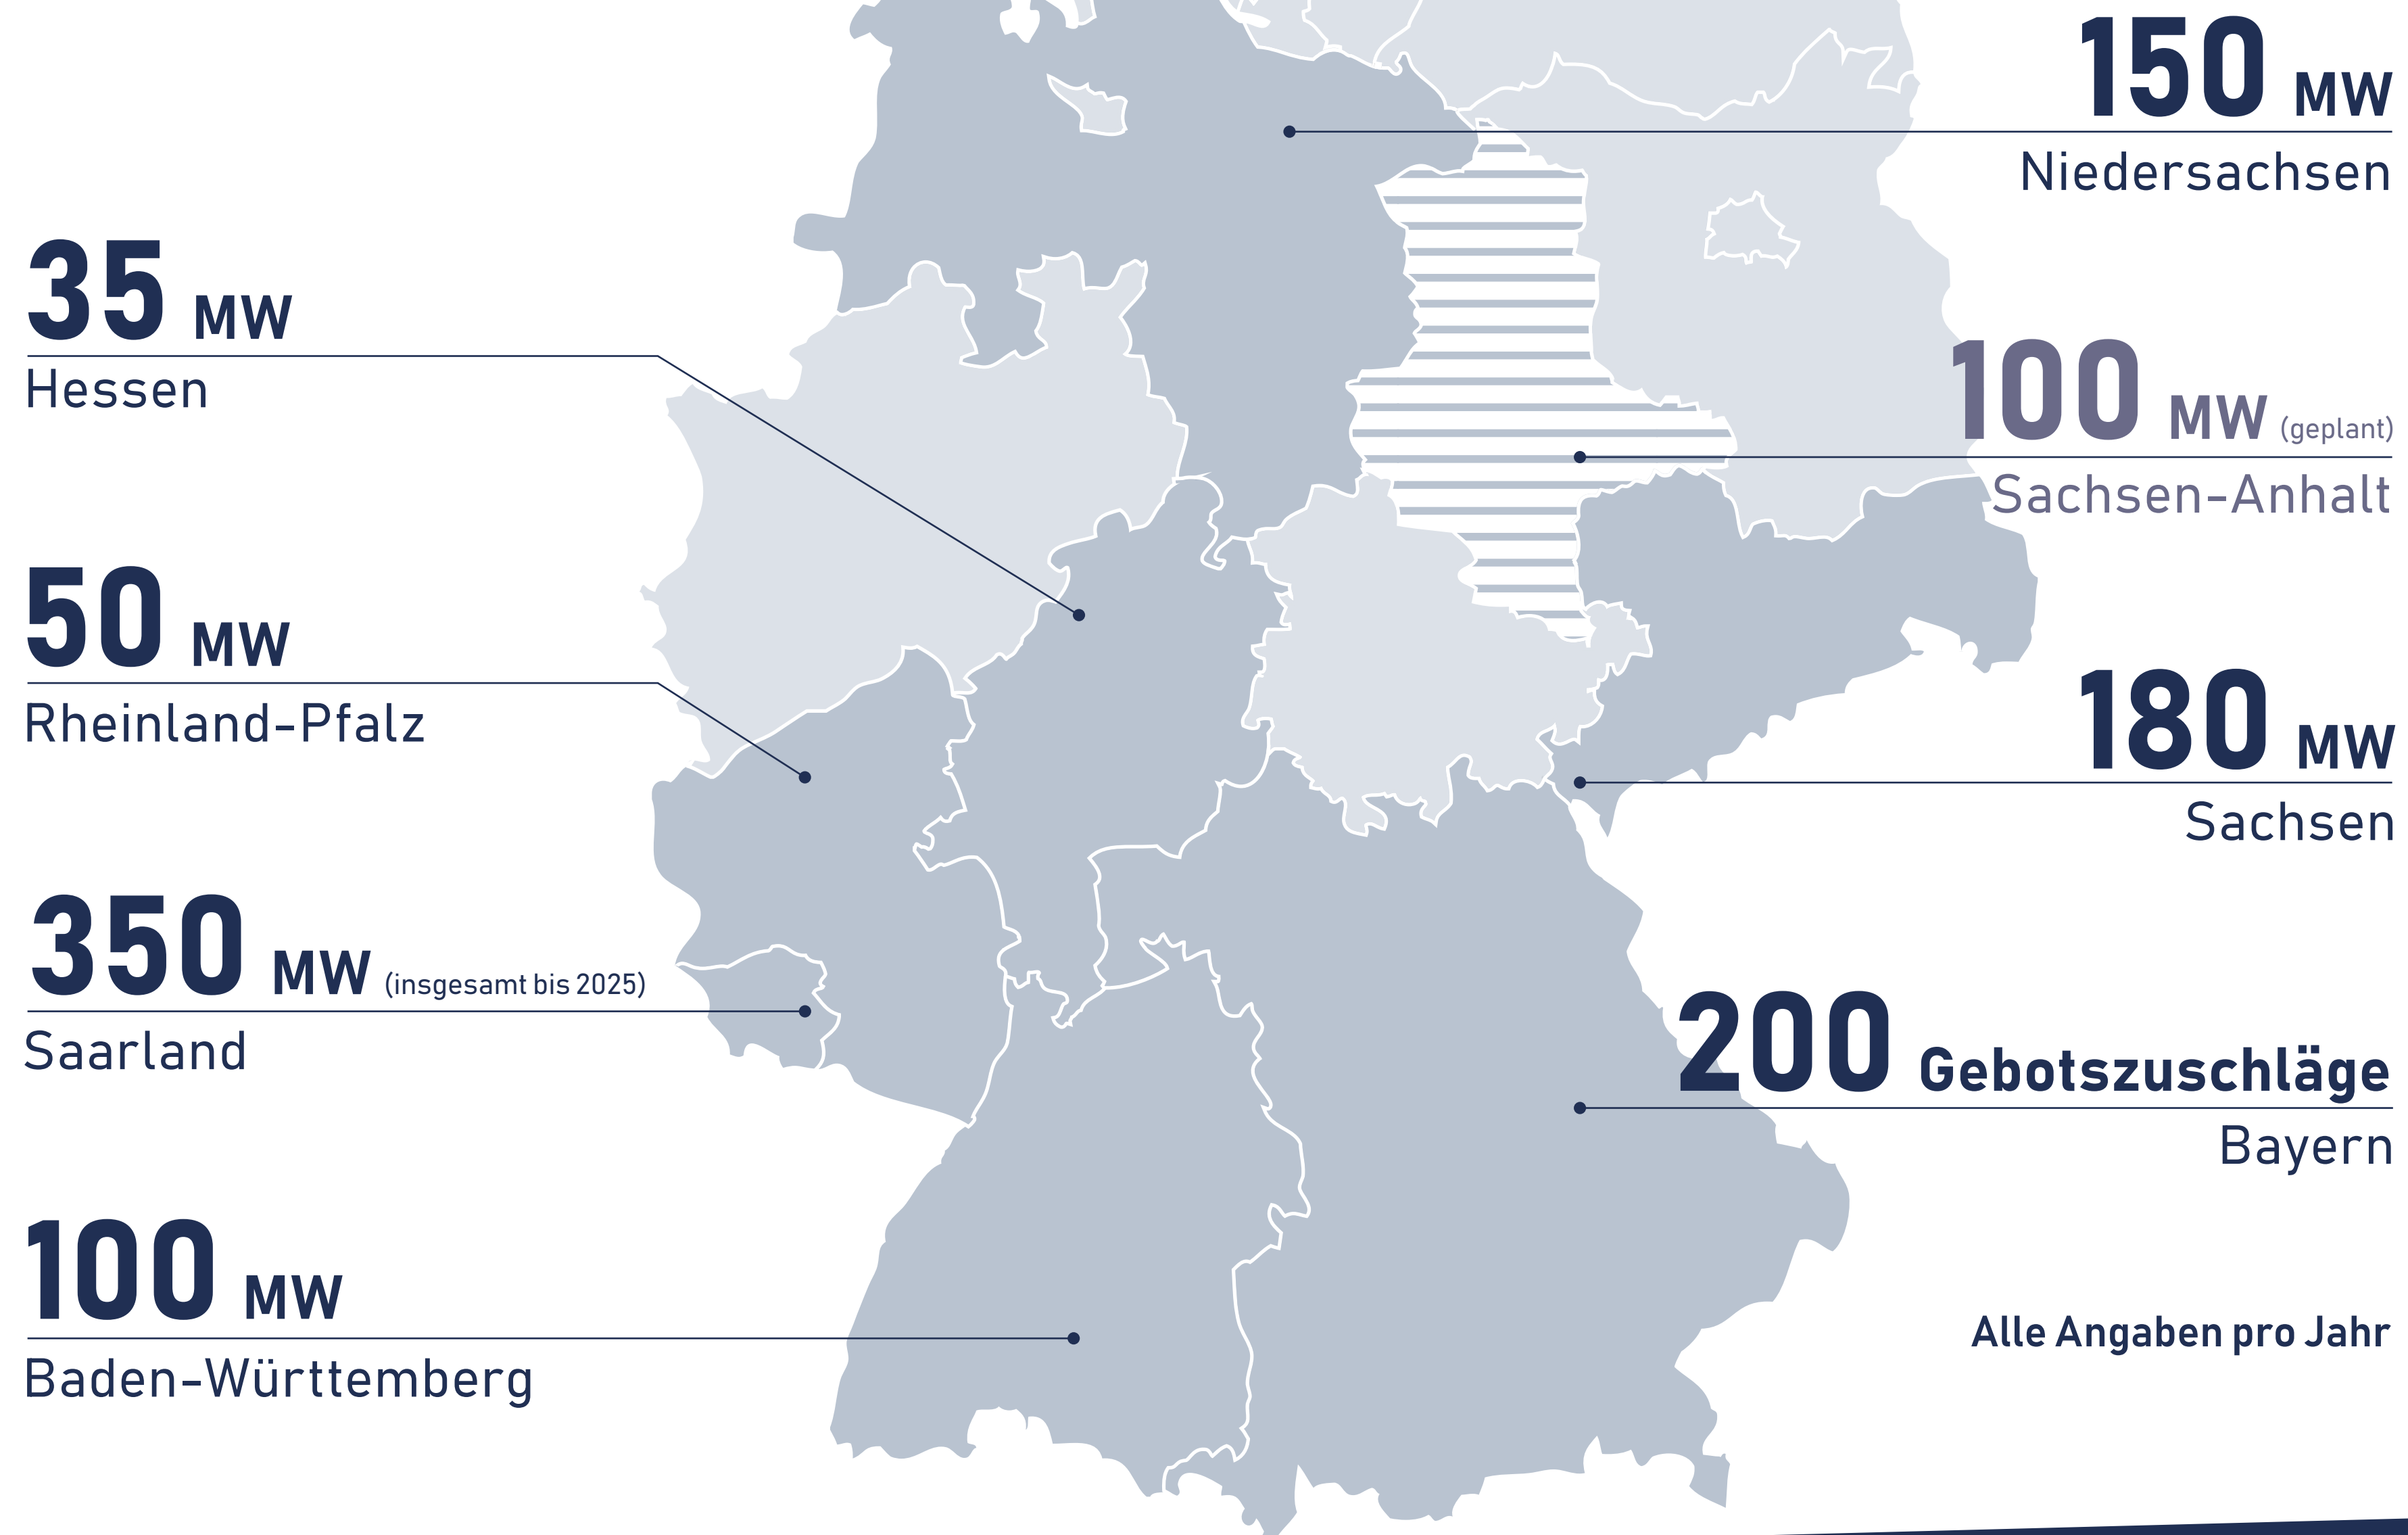 35 MW
Hessen
50 MW
Rheinland-Pfalz
350 MW (insgesamt bis 2025)
Saarland
100 MW
Baden-Württemberg
150 MW
Niedersachsen
100 MW (geplant)
Sachsen-Anhalt
180 MW
Sachsen
200 Gebotszuschläge
Bayern
Alle Angaben pro Jahr